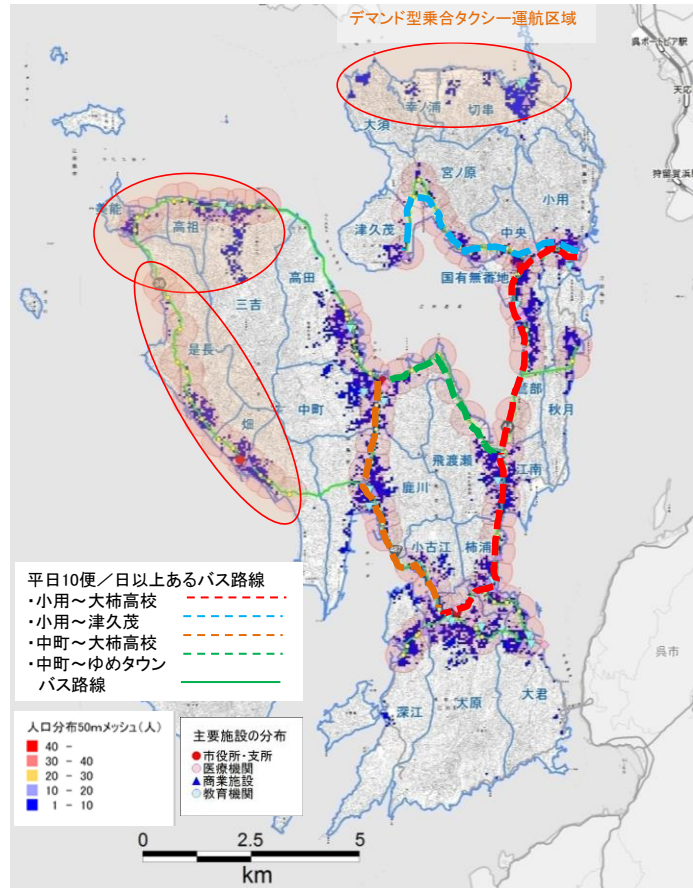 デマンド型乗合タクシー運航区域
呉ポートピア駅
天応
狩留賀浜駅
幸ノ浦
切串
大須
宮ノ原
小用
津久茂
中央
国有無番地
美能
高祖
高田
三吉
是長
秋月
中町
畑
飛渡瀬
江南
鹿川
小古江
柿浦
呉市
大君
大原
深江
平日10便/日以上あるバス路線
・小用~大柿高校
・小用~津久茂
・中町~大柿高校
・中町~ゆめタウン
バス路線
人口分布50mメッシュ(人)
40 -
30 - 40
20 - 30
10 - 20
1 - 10
主要施設の分布
市役所・支所
医療機関
商業施設
教育機関
0 2.5 5
km